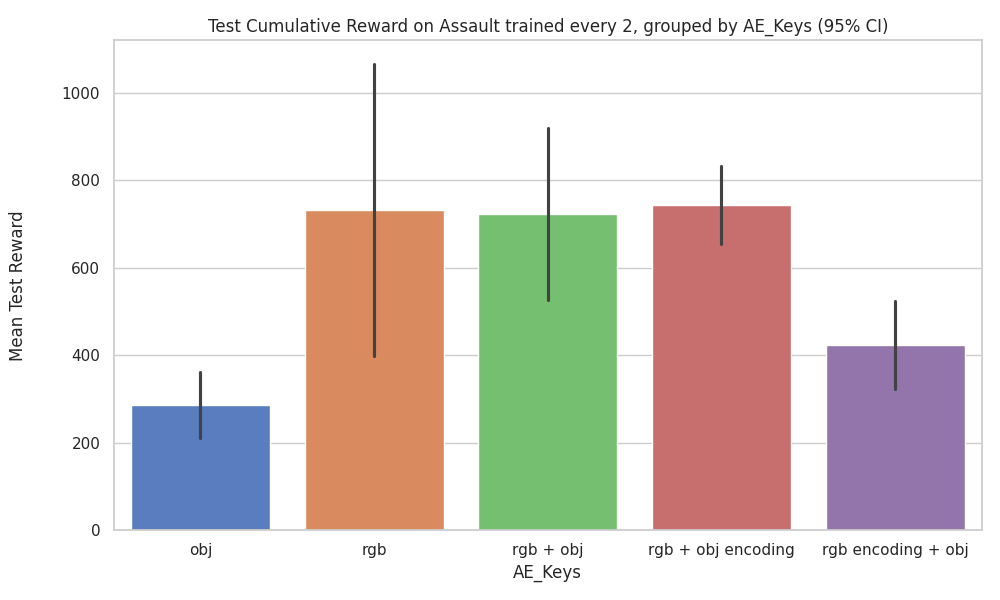 Test Cumulative Reward on Assault trained every 2, grouped by AE_Keys (95% CI)
Mean Test Reward
1000
800
600
400
200
0
obj rgb rgb + obj rgb + obj encoding rgb encoding + obj
AE_Keys